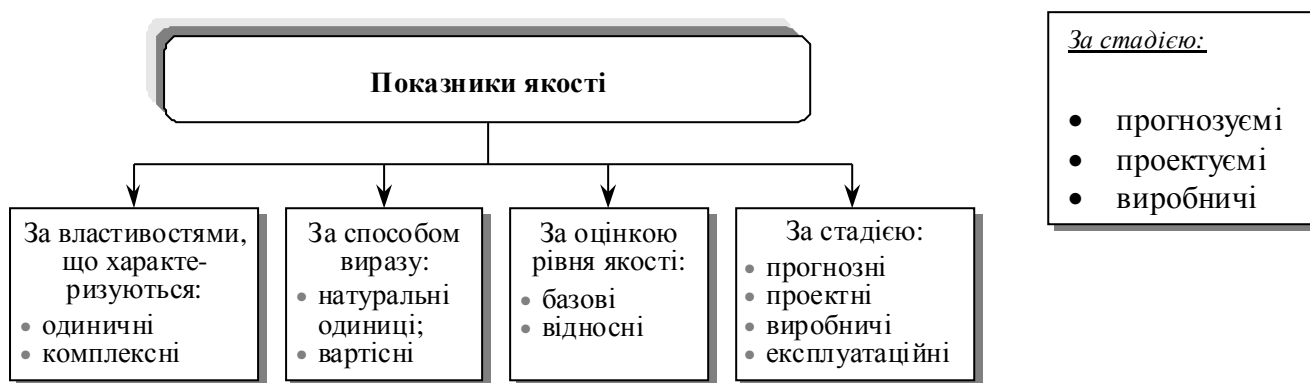 Показники якості
За властивостями,
що характе-
ризуються:
• одиничні
• комплексні
За способом
виразу:
• натуральні
одиниці;
• вартісні
За оцінкою
рівня якості:
• базові
• відносні
За стадією:
• прогнозні
• проектні
• виробничі
• експлуатаційні
За стадією:
• прогнозуємі
• проектуємі
• виробничі